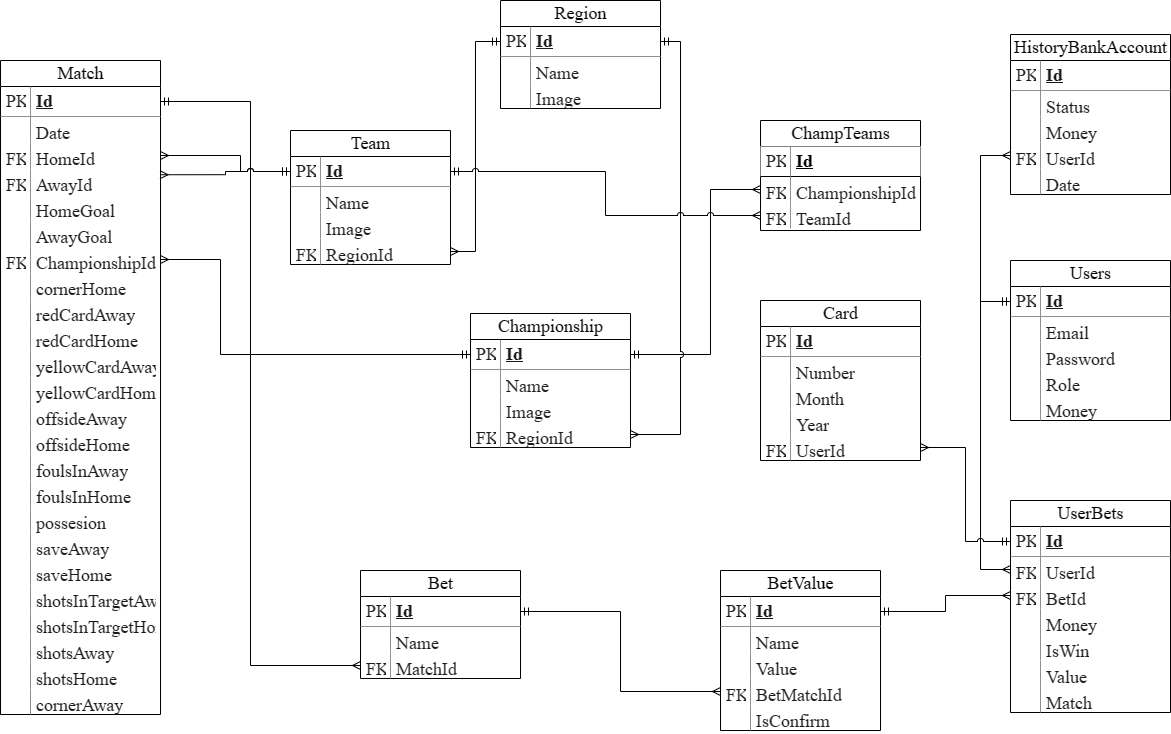 Match
PK Id
Date
FK HomeId
FK AwayId
HomeGoal
AwayGoal
FK ChampionshipId
cornerHome
redCardAway
redCardHome
yellowCardAway
yellowCardHom
offsideAway
offsideHome
foulsInAway
foulsInHome
possesion
saveAway
saveHome
shotsInTargetAw
shotsInTargetHo
shotsAway
shotsHome
cornerAway
Team
PK Id
Name
Image
FK RegionId
Region
PK Id
Name
Image
Championship
PK Id
Name
Image
FK RegionId
ChampTeams
PK Id
FK ChampionshipId
FK TeamId
Card
PK Id
Number
Month
Year
FK UserId
HistoryBankAccount
PK Id
Status
Money
FK UserId
Date
Users
PK Id
Email
Password
Role
Money
Bet
PK Id
Name
FK MatchId
BetValue
PK Id
Name
Value
FK BetMatchId
IsConfirm
UserBets
PK Id
FK UserId
FK BetId
Money
IsWin
Value
Match